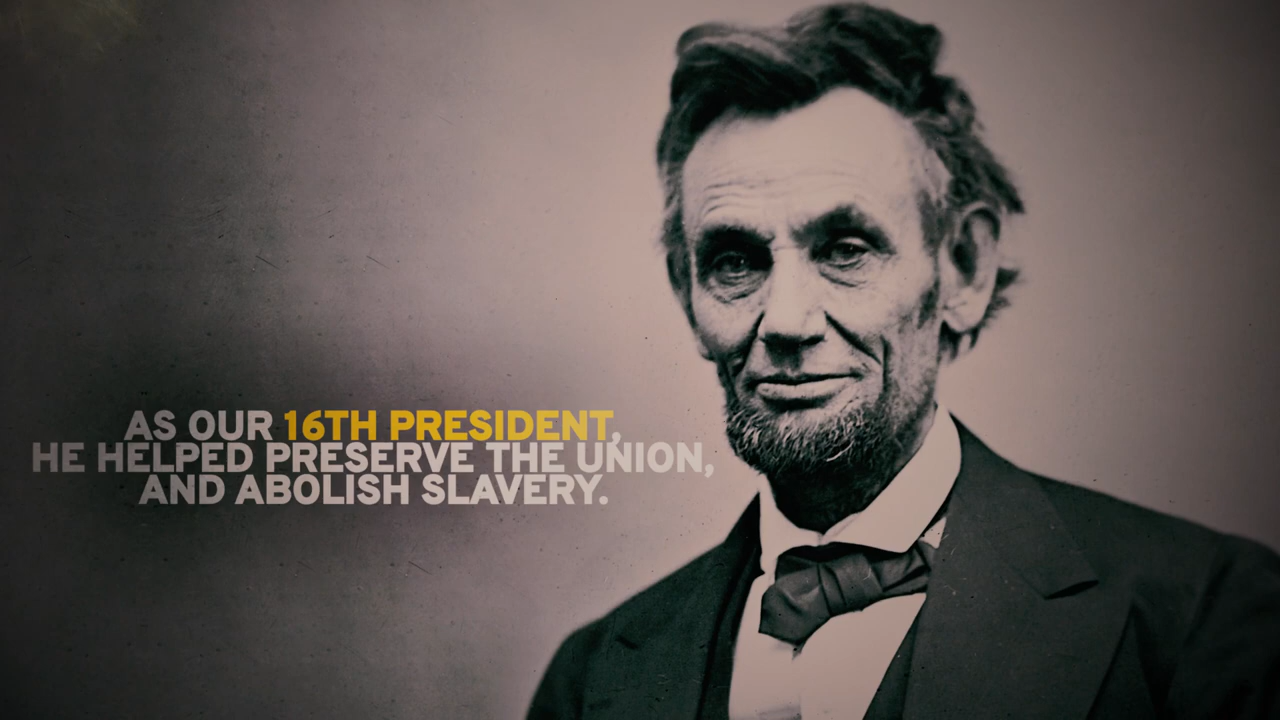 AS OUR 16TH PRESIDENT,
HE HELPED PRESERVE THE UNION,
AND ABOLISH SLAVERY.